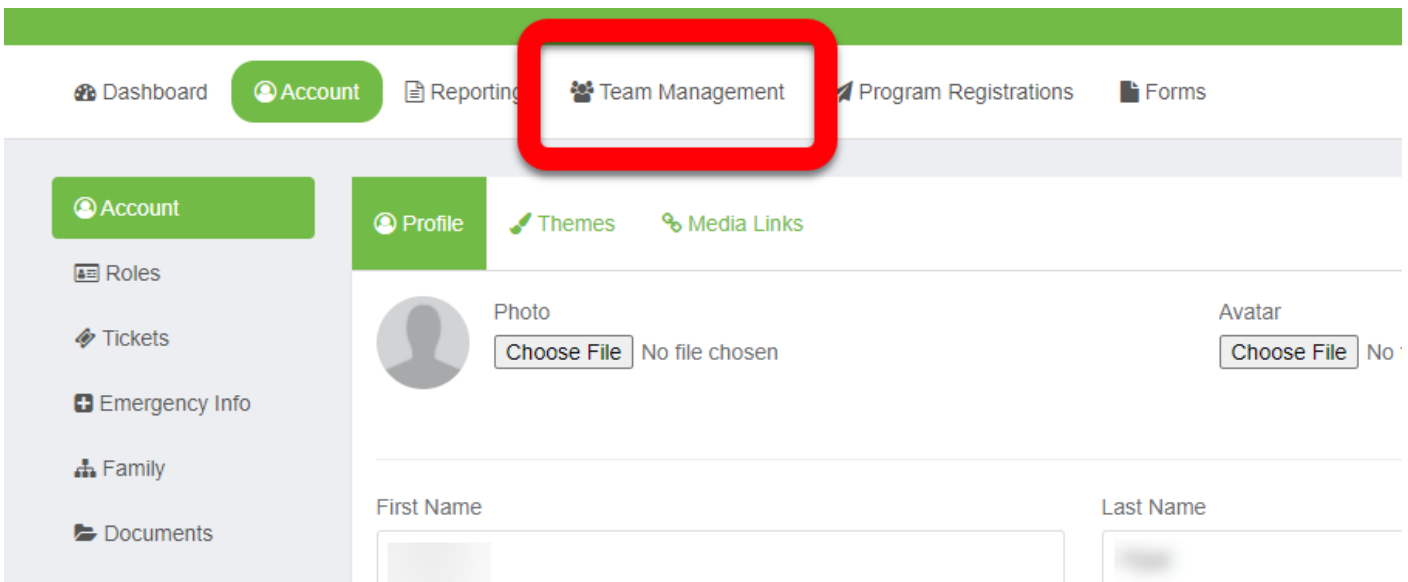 Dashboard Account Reporting Team Management Program Registrations Forms
Account
Profile Themes Media Links
Roles
Photo Avatar
Tickets
Choose File No file chosen Choose File No
Emergency Info
Family
First Name Last Name
Documents